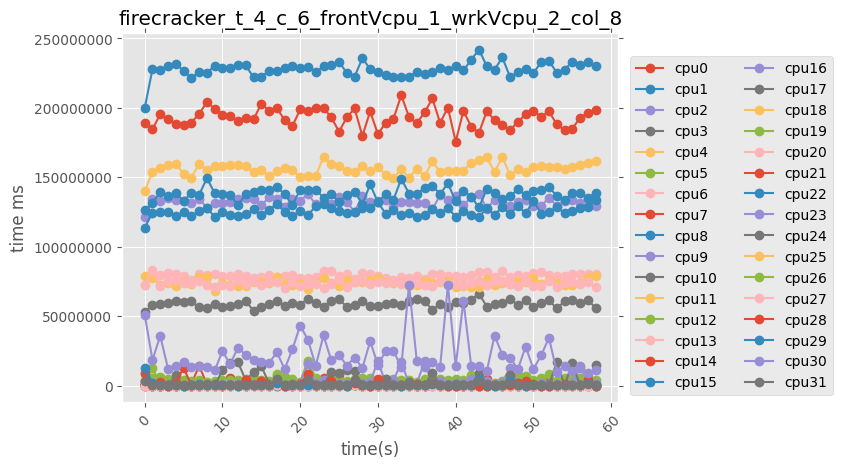 firecracker_t_4_c_6_frontVcpu_1_wrkVcpu_2_col_8
250000000
200000000
150000000
100000000
50000000
0
time ms
0
10
20
30
40
50
60
time(s)
cpu0
cpu1
cpu2
cpu3
cpu4
cpu5
cpu6
cpu7
cpu8
cpu9
cpu10
cpu11
cpu12
cpu13
cpu14
cpu15
cpu16
cpu17
cpu18
cpu19
cpu20
cpu21
cpu22
cpu23
cpu24
cpu25
cpu26
cpu27
cpu28
cpu29
cpu30
cpu31